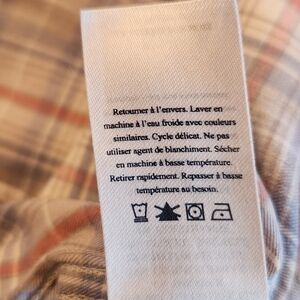 Retourner à l'envers. Laver en
machine à l'eau froide avec couleurs
similaires. Cycle délicat. Ne pas
utiliser agent de blanchiment. Sécher
en machine à basse température.
Retirer rapidement. Repasser à basse
température au besoin.